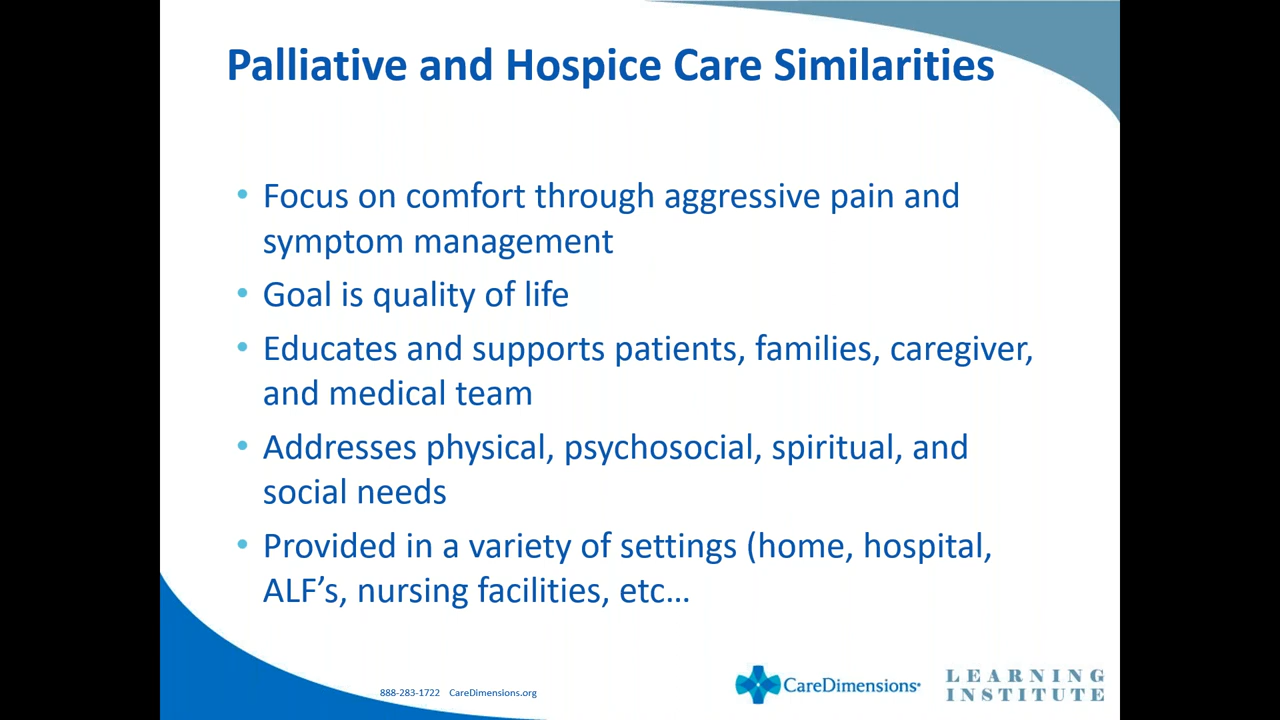 Palliative and Hospice Care Similarities
• Focus on comfort through aggressive pain and
symptom management
• Goal is quality of life
• Educates and supports patients, families, caregiver,
and medical team
• Addresses physical, psychosocial, spiritual, and
social needs
• Provided in a variety of settings (home, hospital,
ALF’s, nursing facilities, etc…
888-283-1722 CareDimensions.org
CareDimensions
LEARNING
INSTITUTE